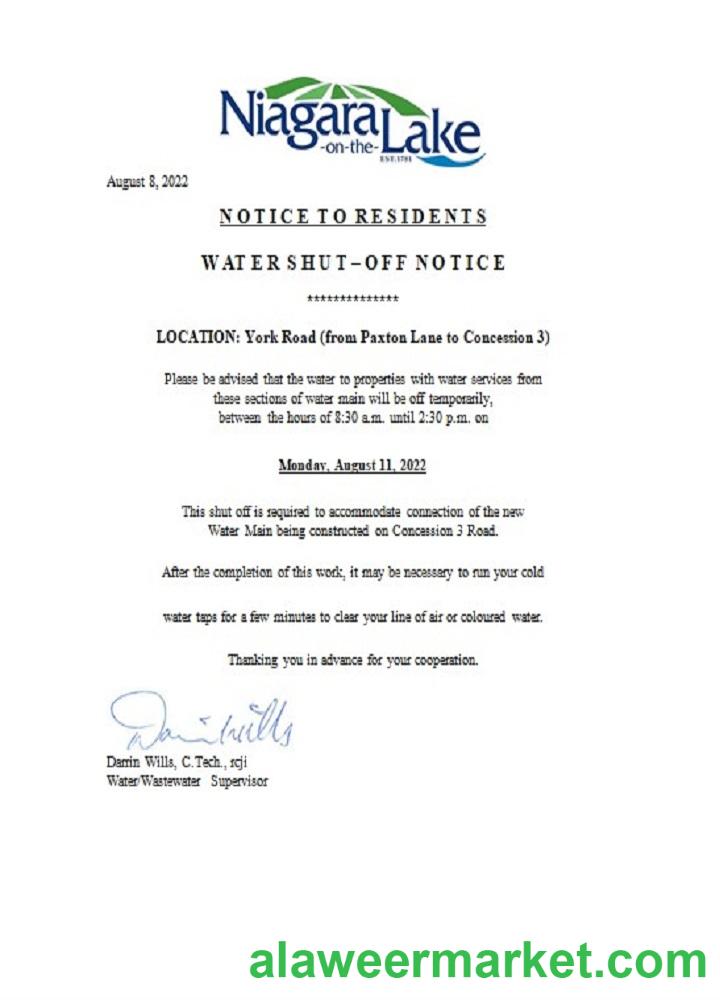 Niagara
-on-the-
Lake
EST.1781
August 8, 2022
NOTICE TO RESIDENTS
WATER SHUT-OFF NOTICE
**************
LOCATION: York Road (from Paxton Lane to Concession 3)
Please be advised that the water to properties with water services from
these sections of water main will be off temporarily,
between the hours of 8:30 a.m. until 2:30 p.m. on
Monday, August 11, 2022
This shut off is required to accommodate connection of the new
Water Main being constructed on Concession 3 Road.
After the completion of this work, it may be necessary to run your cold
water taps for a few minutes to clear your line of air or coloured water.
Thanking you in advance for your cooperation.
Darrin Wills
Darrin Wills, C.Tech., rcji
Water/Wastewater Supervisor
alaweermarket.com